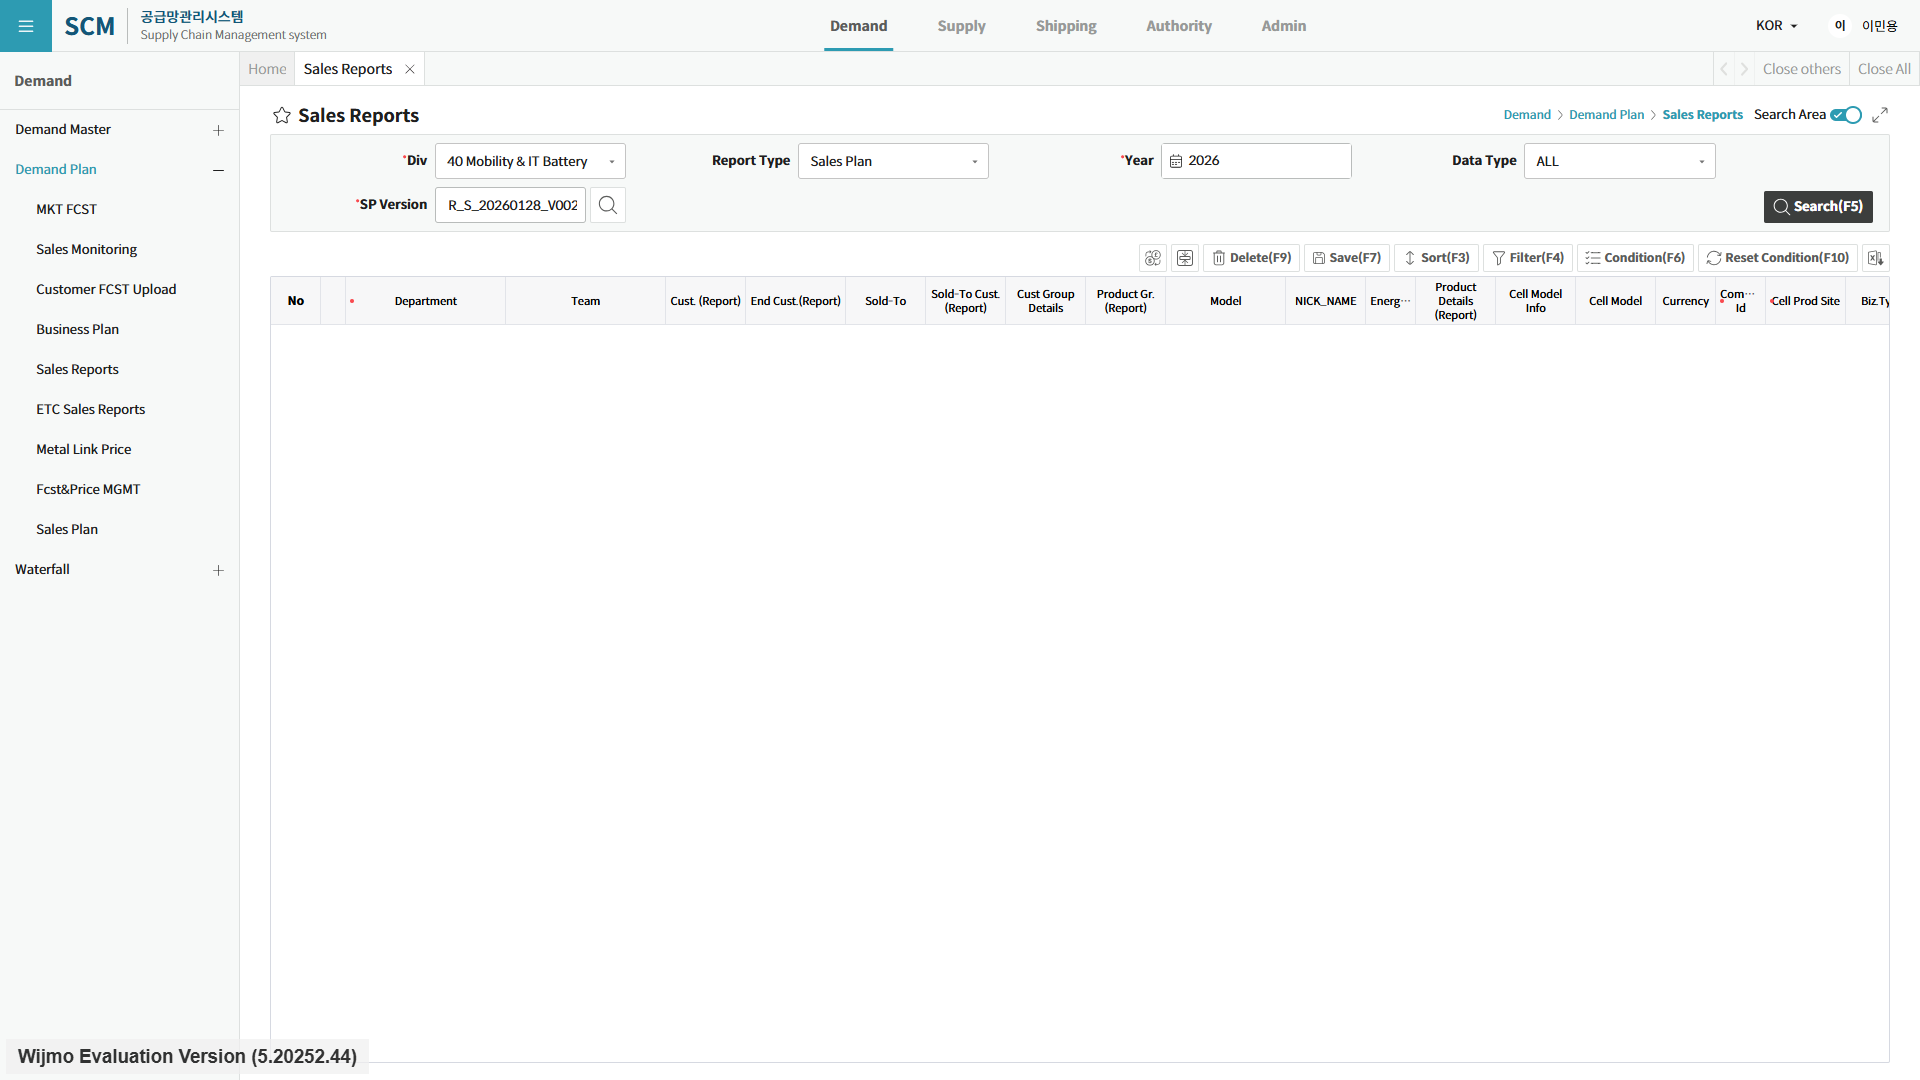 SCM
공급망관리시스템
Supply Chain Management system
Demand
Supply
Shipping
Authority
Admin
KOR
이
이민용
Demand
Home
Sales Reports
Close others
Close All
Demand Master
Demand Plan
MKT FCST
Sales Monitoring
Customer FCST Upload
Business Plan
Sales Reports
ETC Sales Reports
Metal Link Price
Fcst&Price MGMT
Sales Plan
Waterfall
Sales Reports
Demand > Demand Plan > Sales Reports
Search Area
*Div
40 Mobility & IT Battery
Report Type
Sales Plan
*Year
2026
Data Type
ALL
*SP Version
R_S_20260128_V002
Search(F5)
Delete(F9)
Save(F7)
Sort(F3)
Filter(F4)
Condition(F6)
Reset Condition(F10)
No
Department
Team
Cust. (Report)
End Cust.(Report)
Sold-To
Sold-To Cust.
(Report)
Cust Group
Details
Product Gr.
(Report)
Model
NICK_NAME
Energ…
Product
Details
(Report)
Cell Model
Info
Cell Model
Currency
Com…
Id
Cell Prod Site
Biz.Ty
Wijmo Evaluation Version (5.20252.44)